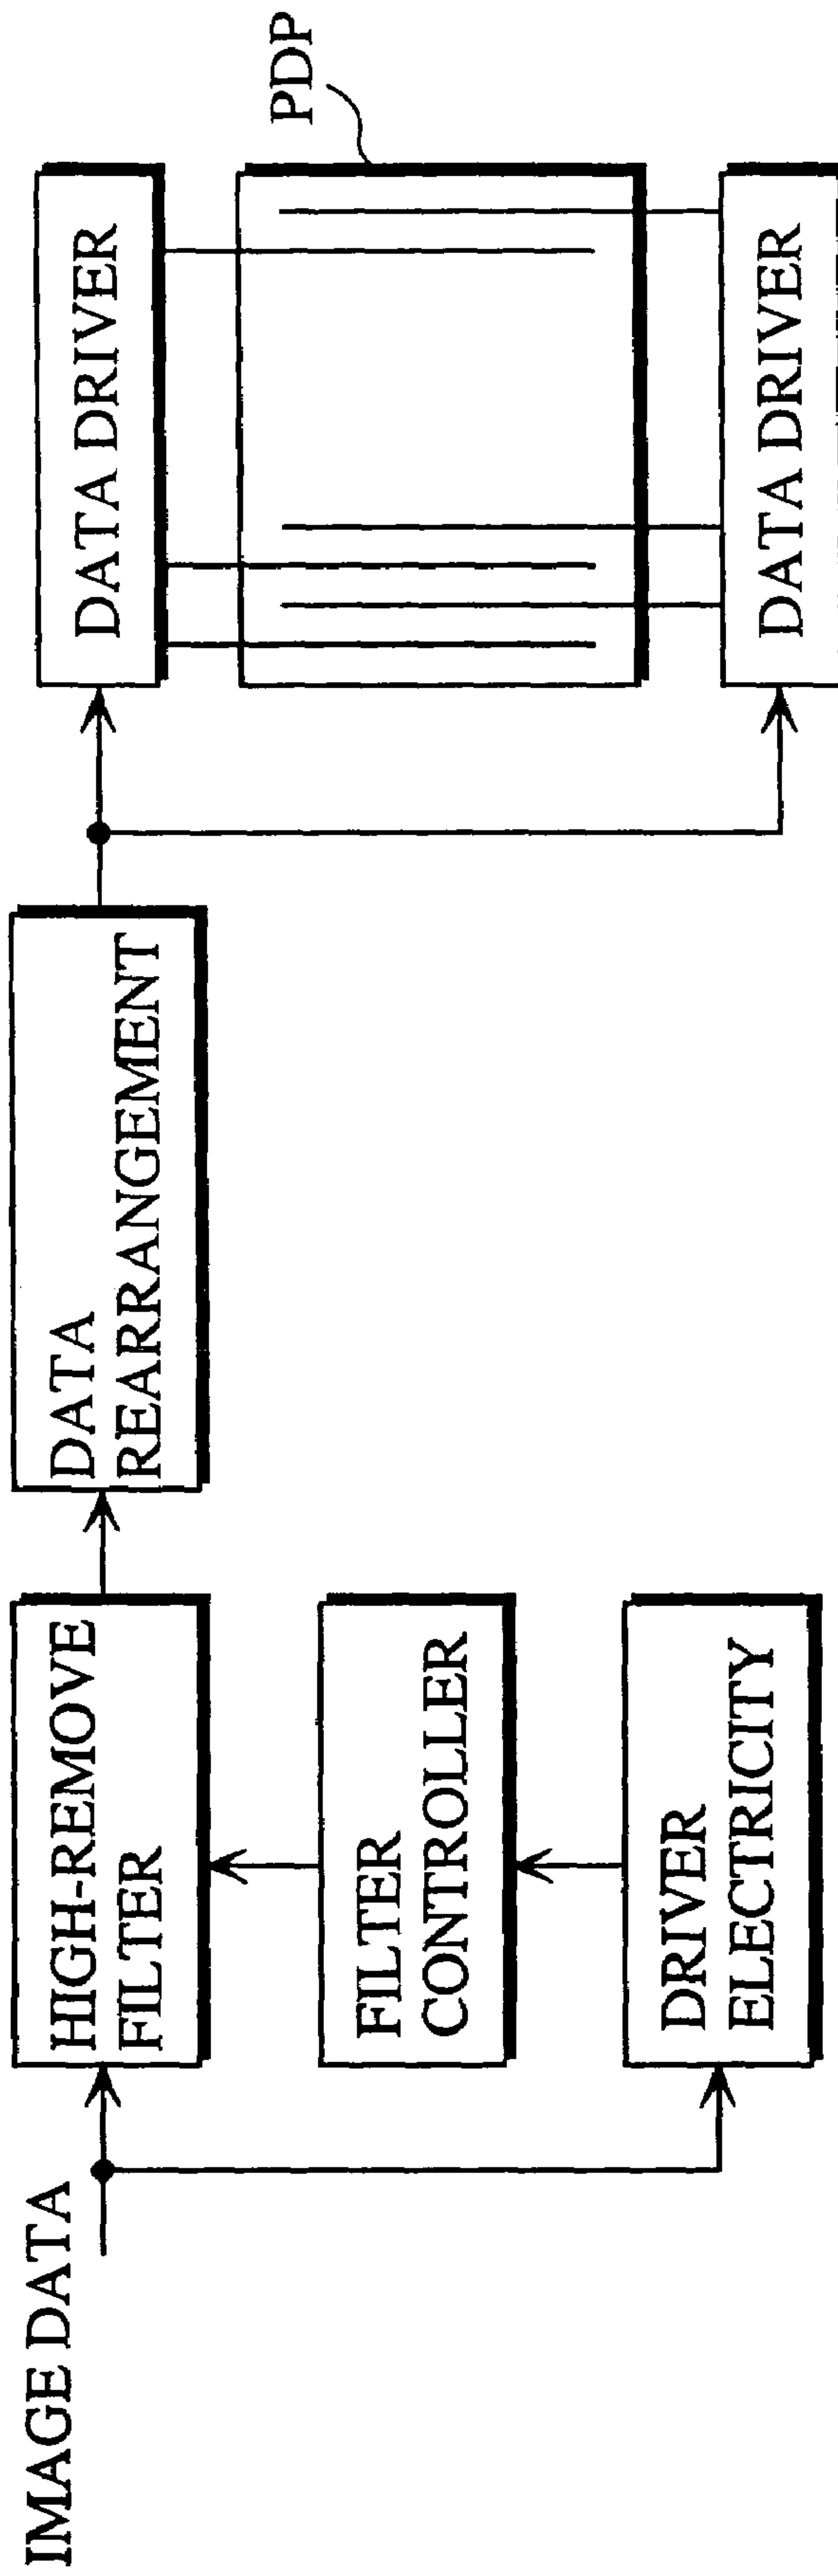 IMAGE DATA
HIGH-REMOVE
FILTER
FILTER
CONTROLLER
DRIVER
ELECTRICITY
DATA
REARRANGEMENT
DATA DRIVER
PDP
DATA DRIVER